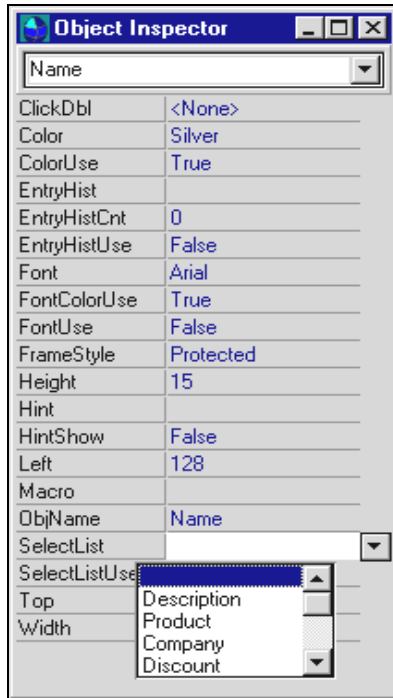 Object Inspector
Name
ClickDbl <None>
Color Silver
ColorUse True
EntryHist
EntryHistCnt 0
EntryHistUse False
Font Arial
FontColorUse True
FontUse False
FrameStyle Protected
Height 15
Hint
HintShow False
Left 128
Macro
ObjName Name
SelectList
SelectListUse
Top Description
Product
Width Company
Discount